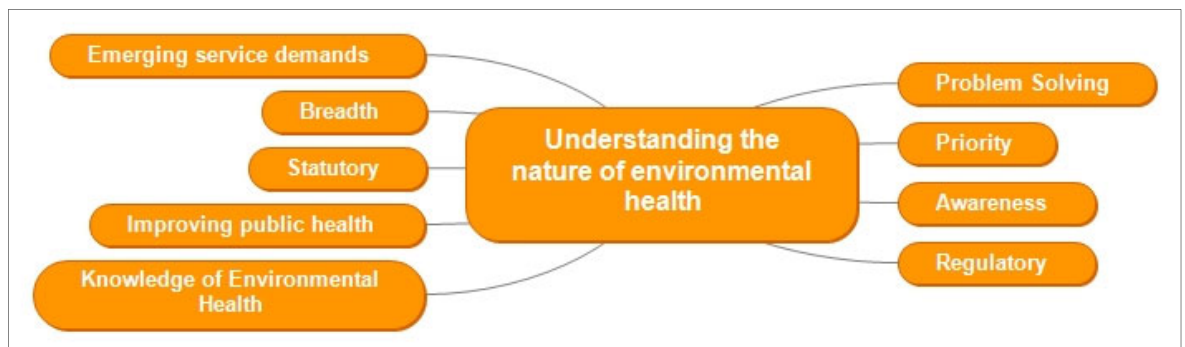 Emerging service demands
Breadth
Statutory
Improving public health
Knowledge of Environmental
Health
Understanding the
nature of environmental
health
Problem Solving
Priority
Awareness
Regulatory